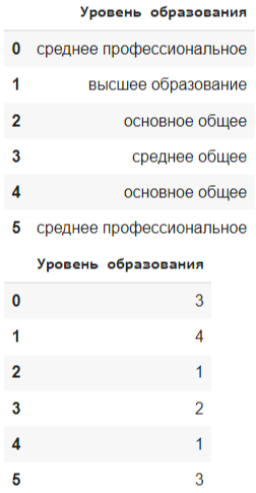 Уровень образования
0 среднее профессиональное
1 высшее образование
2 основное общее
3 среднее общее
4 основное общее
5 среднее профессиональное
Уровень образования
0 3
1 4
2 1
3 2
4 1
5 3